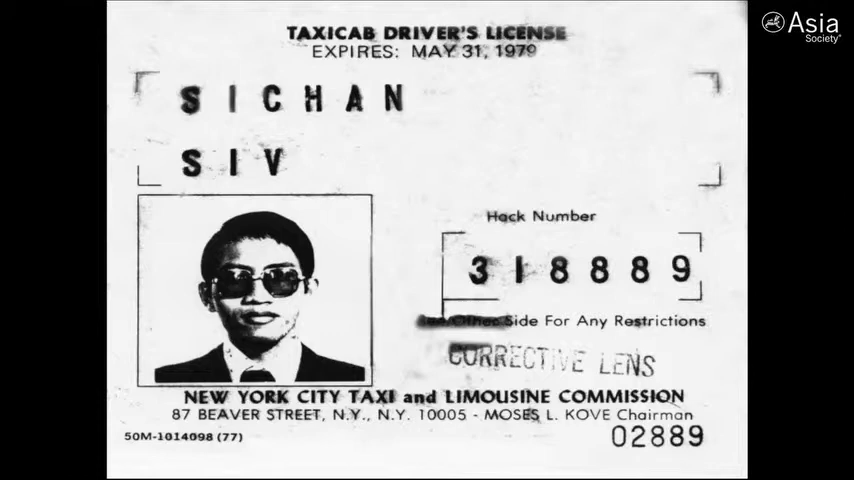 TAXICAB DRIVER'S LICENSE
EXPIRES: MAY 31, 1979
Asia
Society
SICHAN
SIV
Hack Number
318889
See Other Side For Any Restrictions
CORRECTIVE LENS
NEW YORK CITY TAXI and LIMOUSINE COMMISSION
87 BEAVER STREET, N.Y., N.Y. 10005 - MOSES L. KOVE Chairman
50M-1014098 (77)
02889